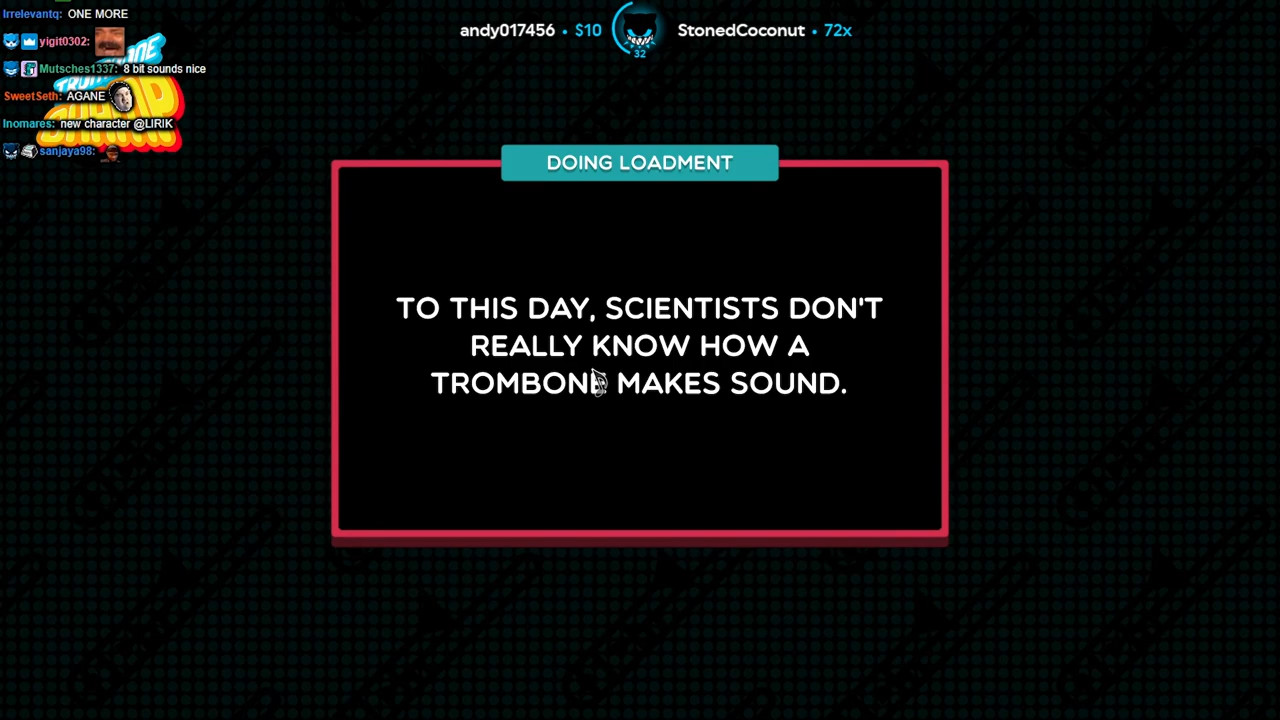 Irrelevantq: ONE MORE
yigit0302:
Mutsches1337: 8 bit sounds nice
SweetSeth: AGANE
Inomares: new character @LIRIK
sanjaya98:
andy017456 • $10
32
StonedCoconut • 72x
DOING LOADMENT
TO THIS DAY, SCIENTISTS DON'T
REALLY KNOW HOW A
TROMBONE MAKES SOUND.